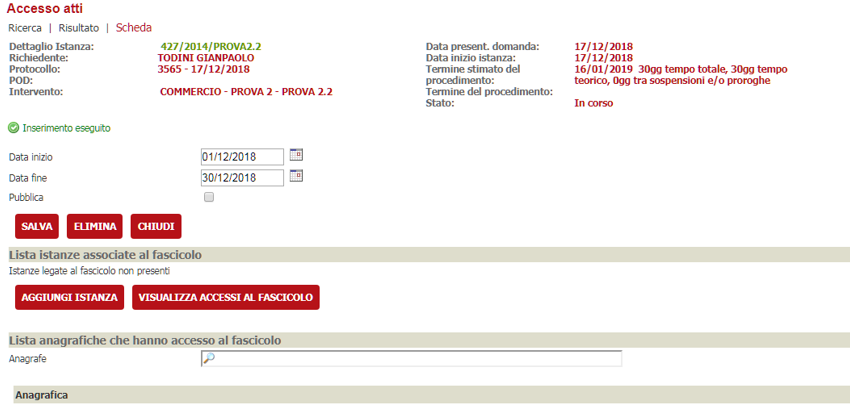 Accesso atti
Ricerca | Risultato | Scheda
Dettaglio Istanza: 427/2014/PROVA2.2
Richiedente: TODINI GIANPAOLO
Protocollo: 3565 - 17/12/2018
POD:
Intervento: COMMERCIO - PROVA 2 - PROVA 2.2
Data present. domanda: 17/12/2018
Data inizio istanza: 17/12/2018
Termine stimato del procedimento: 16/01/2019 30gg tempo totale, 30gg tempo teorico, 0gg tra sospensioni e/o proroghe
Termine del procedimento:
Stato: In corso
Inserimento eseguito
Data inizio 01/12/2018
Data fine 30/12/2018
Pubblica
SALVA ELIMINA CHIUDI
Lista istanze associate al fascicolo
Istanze legate al fascicolo non presenti
AGGIUNGI ISTANZA VISUALIZZA ACCESSI AL FASCICOLO
Lista anagrafiche che hanno accesso al fascicolo
Anagrafe
Anagrafica